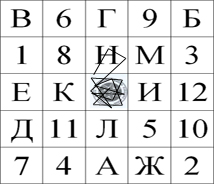 В 6 Г 9 Б
1 8 Н М 3
Е К И 12
Д 11 Л 5 10
7 4 А Ж 2